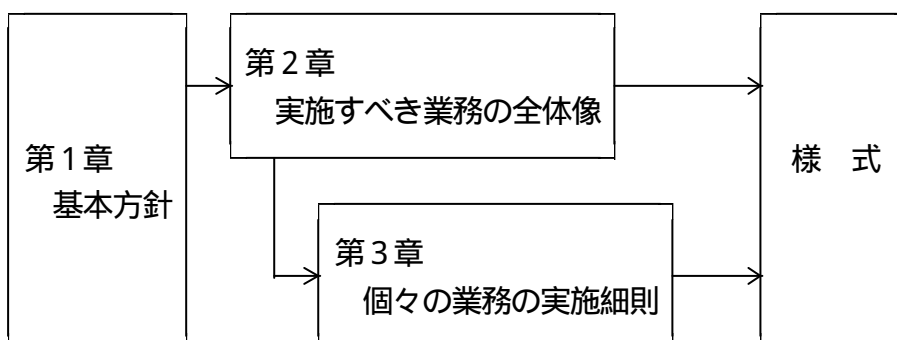 第１章
基本方針
第２章
実施すべき業務の全体像
第３章
個々の業務の実施細則
様　式